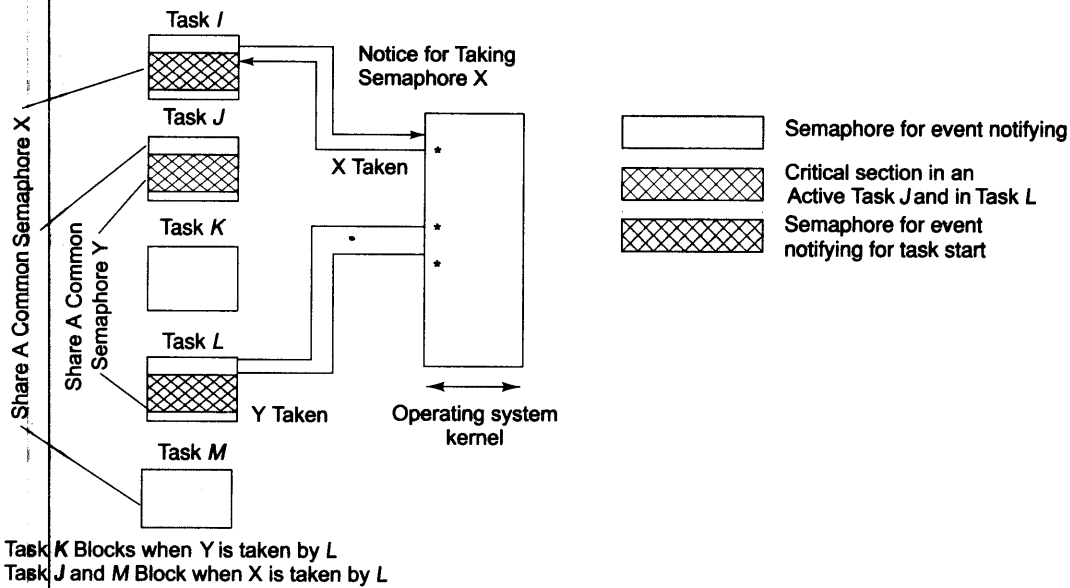 Task I
Notice for Taking
Semaphore X
Task J
X Taken
Task K
Task L
Y Taken
Operating system
kernel
Task M
Share A Common Semaphore X
Share A Common
Semaphore Y
Semaphore for event notifying
Critical section in an
Active Task J and in Task L
Semaphore for event
notifying for task start
Task K Blocks when Y is taken by L
Task J and M Block when X is taken by L